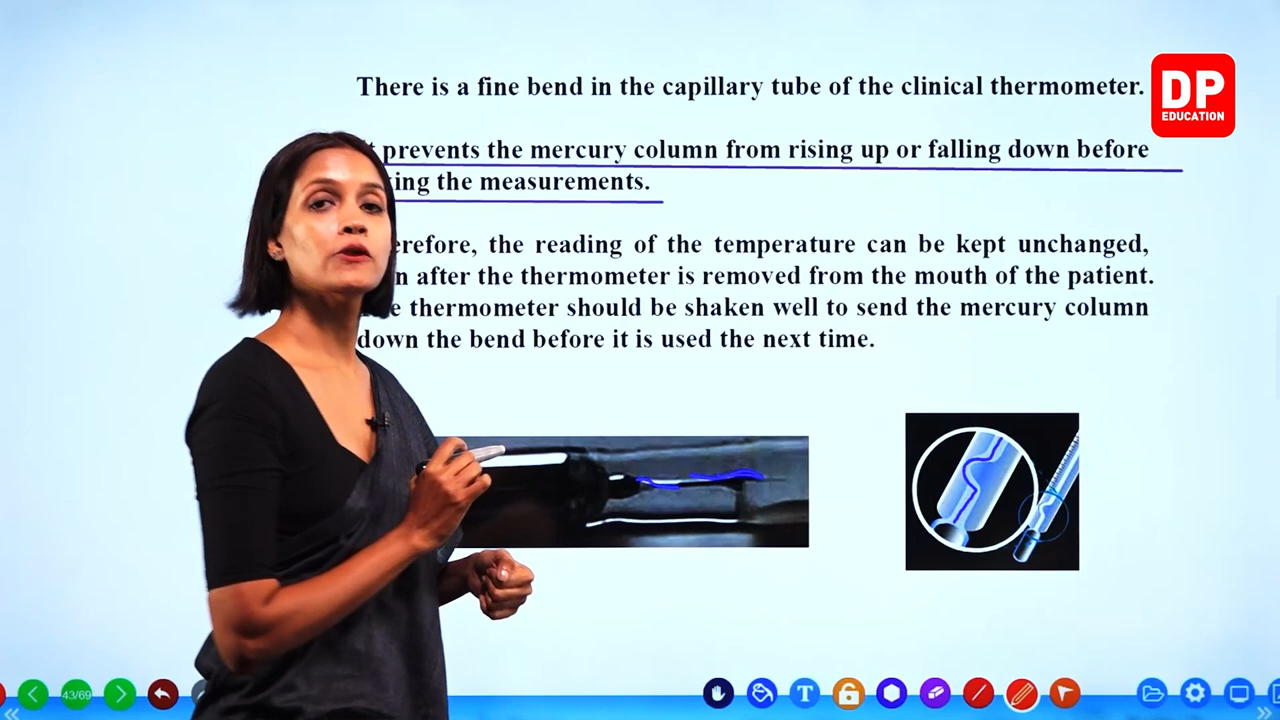 There is a fine bend in the capillary tube of the clinical thermometer.
DP
EDUCATION
prevents the mercury column from rising up or falling down before
the measurements.
the reading of the temperature can be kept unchanged,
after the thermometer is removed from the mouth of the patient.
thermometer should be shaken well to send the mercury column
down the bend before it is used the next time.
43/69
T